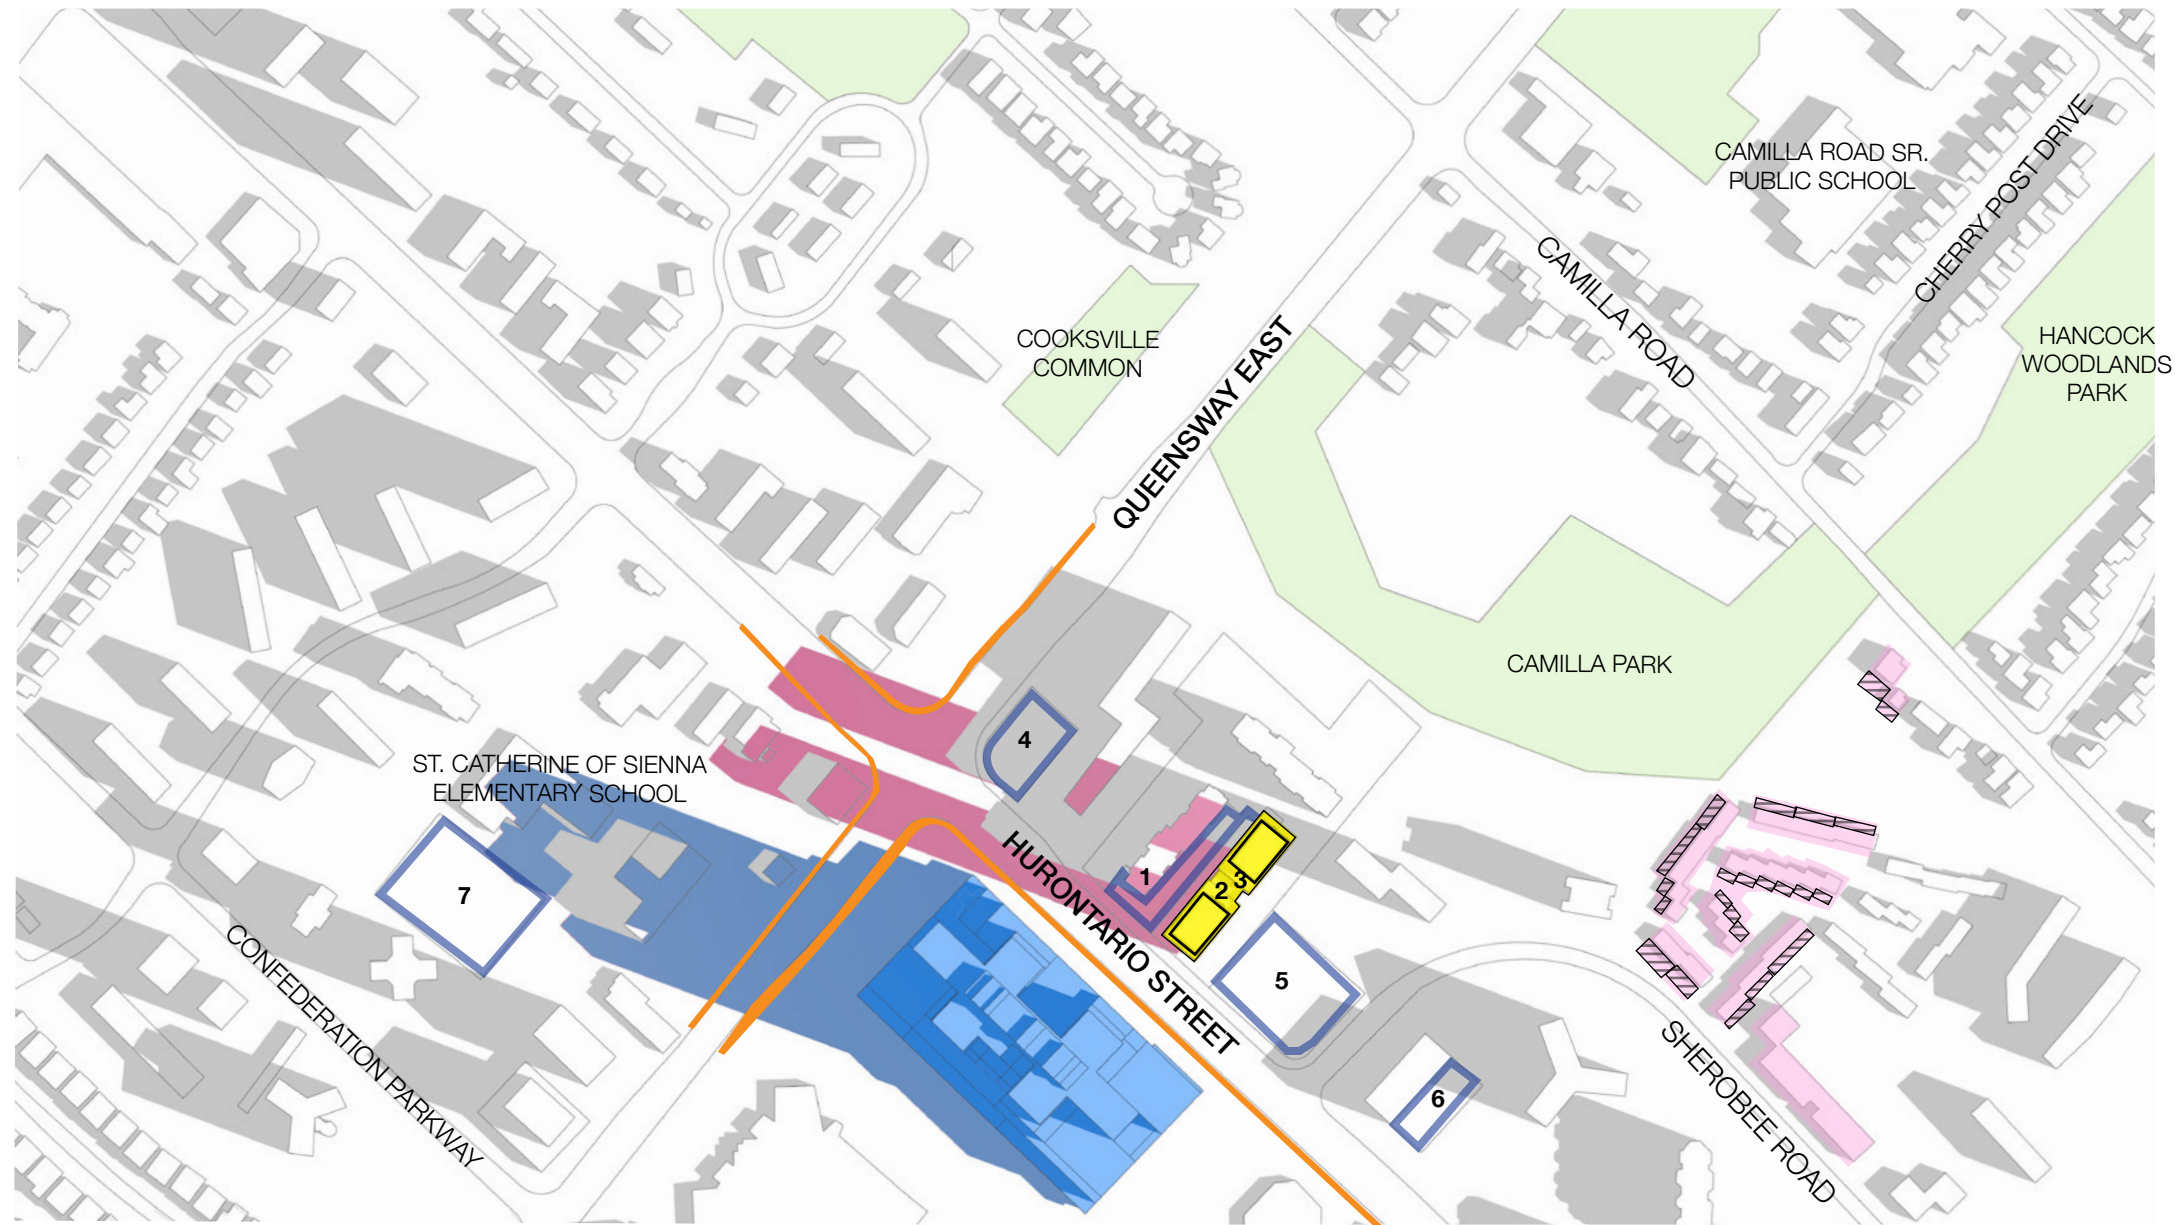 CAMILLA ROAD SR.
PUBLIC SCHOOL
CHERRY POST DRIVE
CAMILLA ROAD
HANCOCK
WOODLANDS
PARK
COOKSVILLE
COMMON
QUEENSWAY EAST
CAMILLA PARK
ST. CATHERINE OF SIENNA
ELEMENTARY SCHOOL
4
7
1
2
3
5
6
HURONTARIO STREET
CONFEDERATION PARKWAY
SHEROBEE ROAD